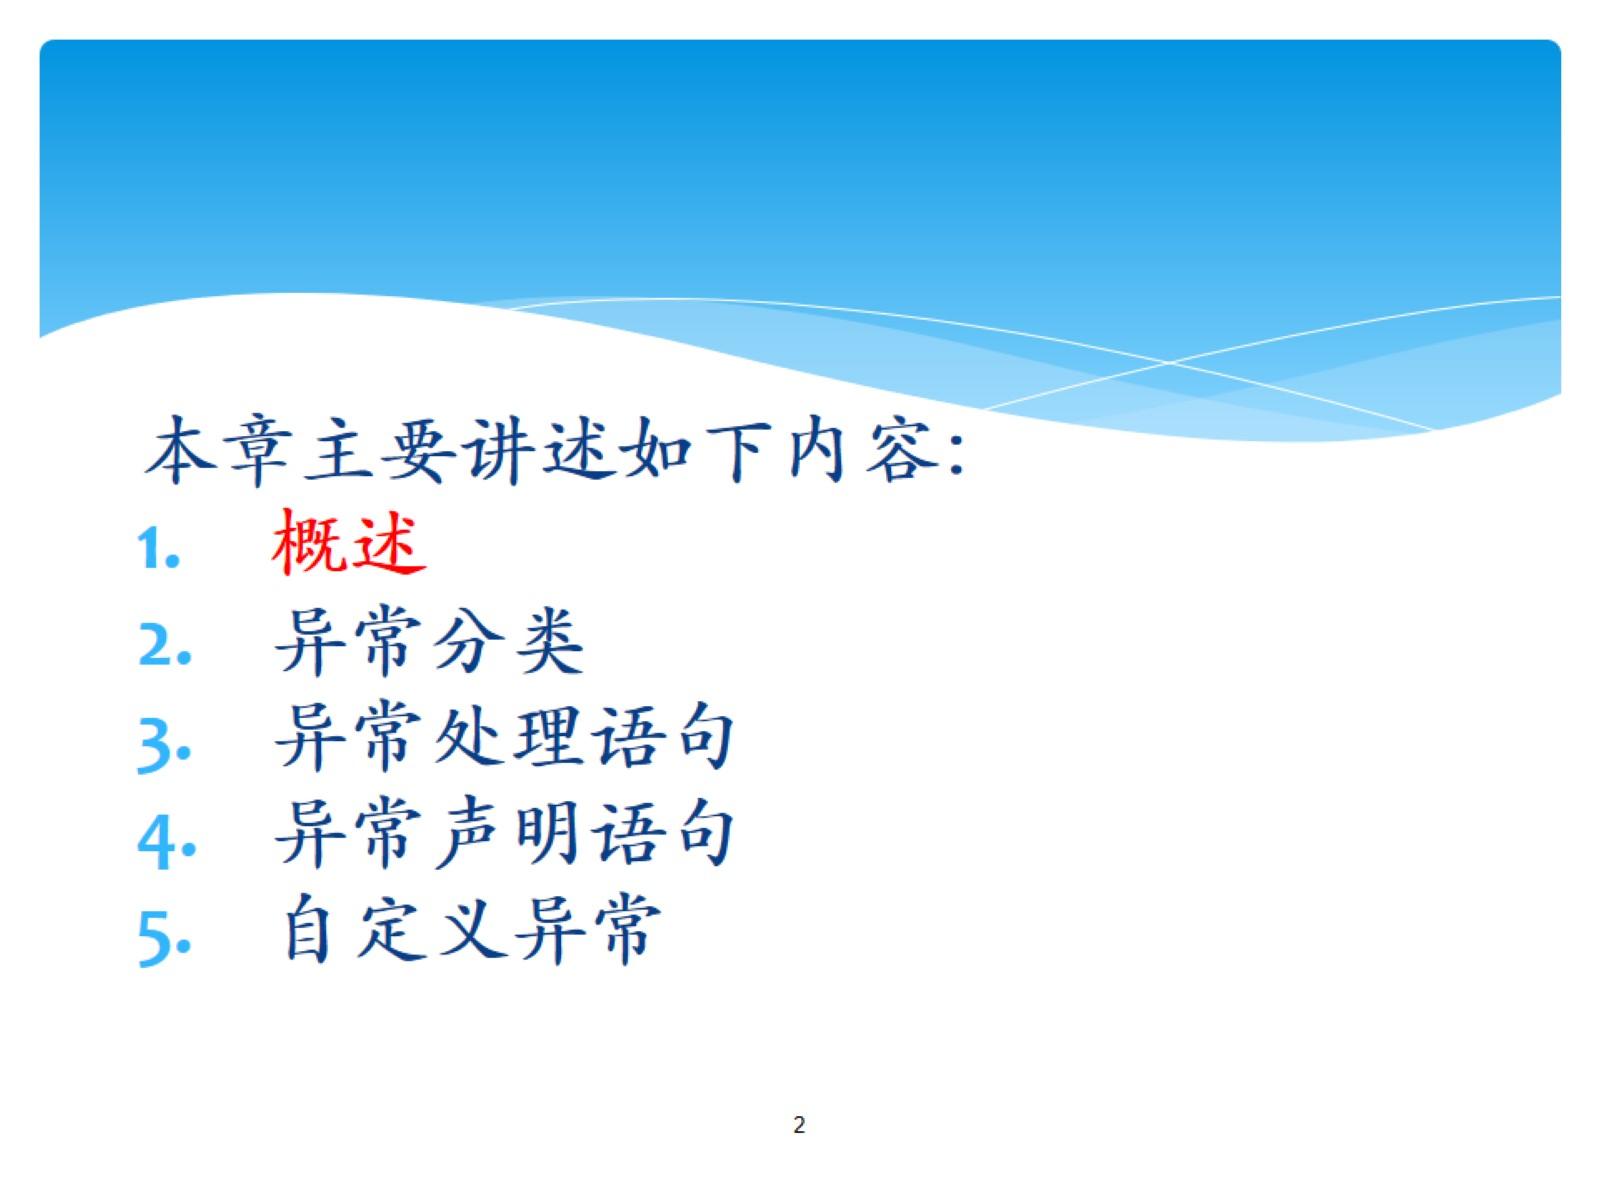 本章主要讲述如下内容：
1. 概述
2. 异常分类
3. 异常处理语句
4. 异常声明语句
5. 自定义异常
2